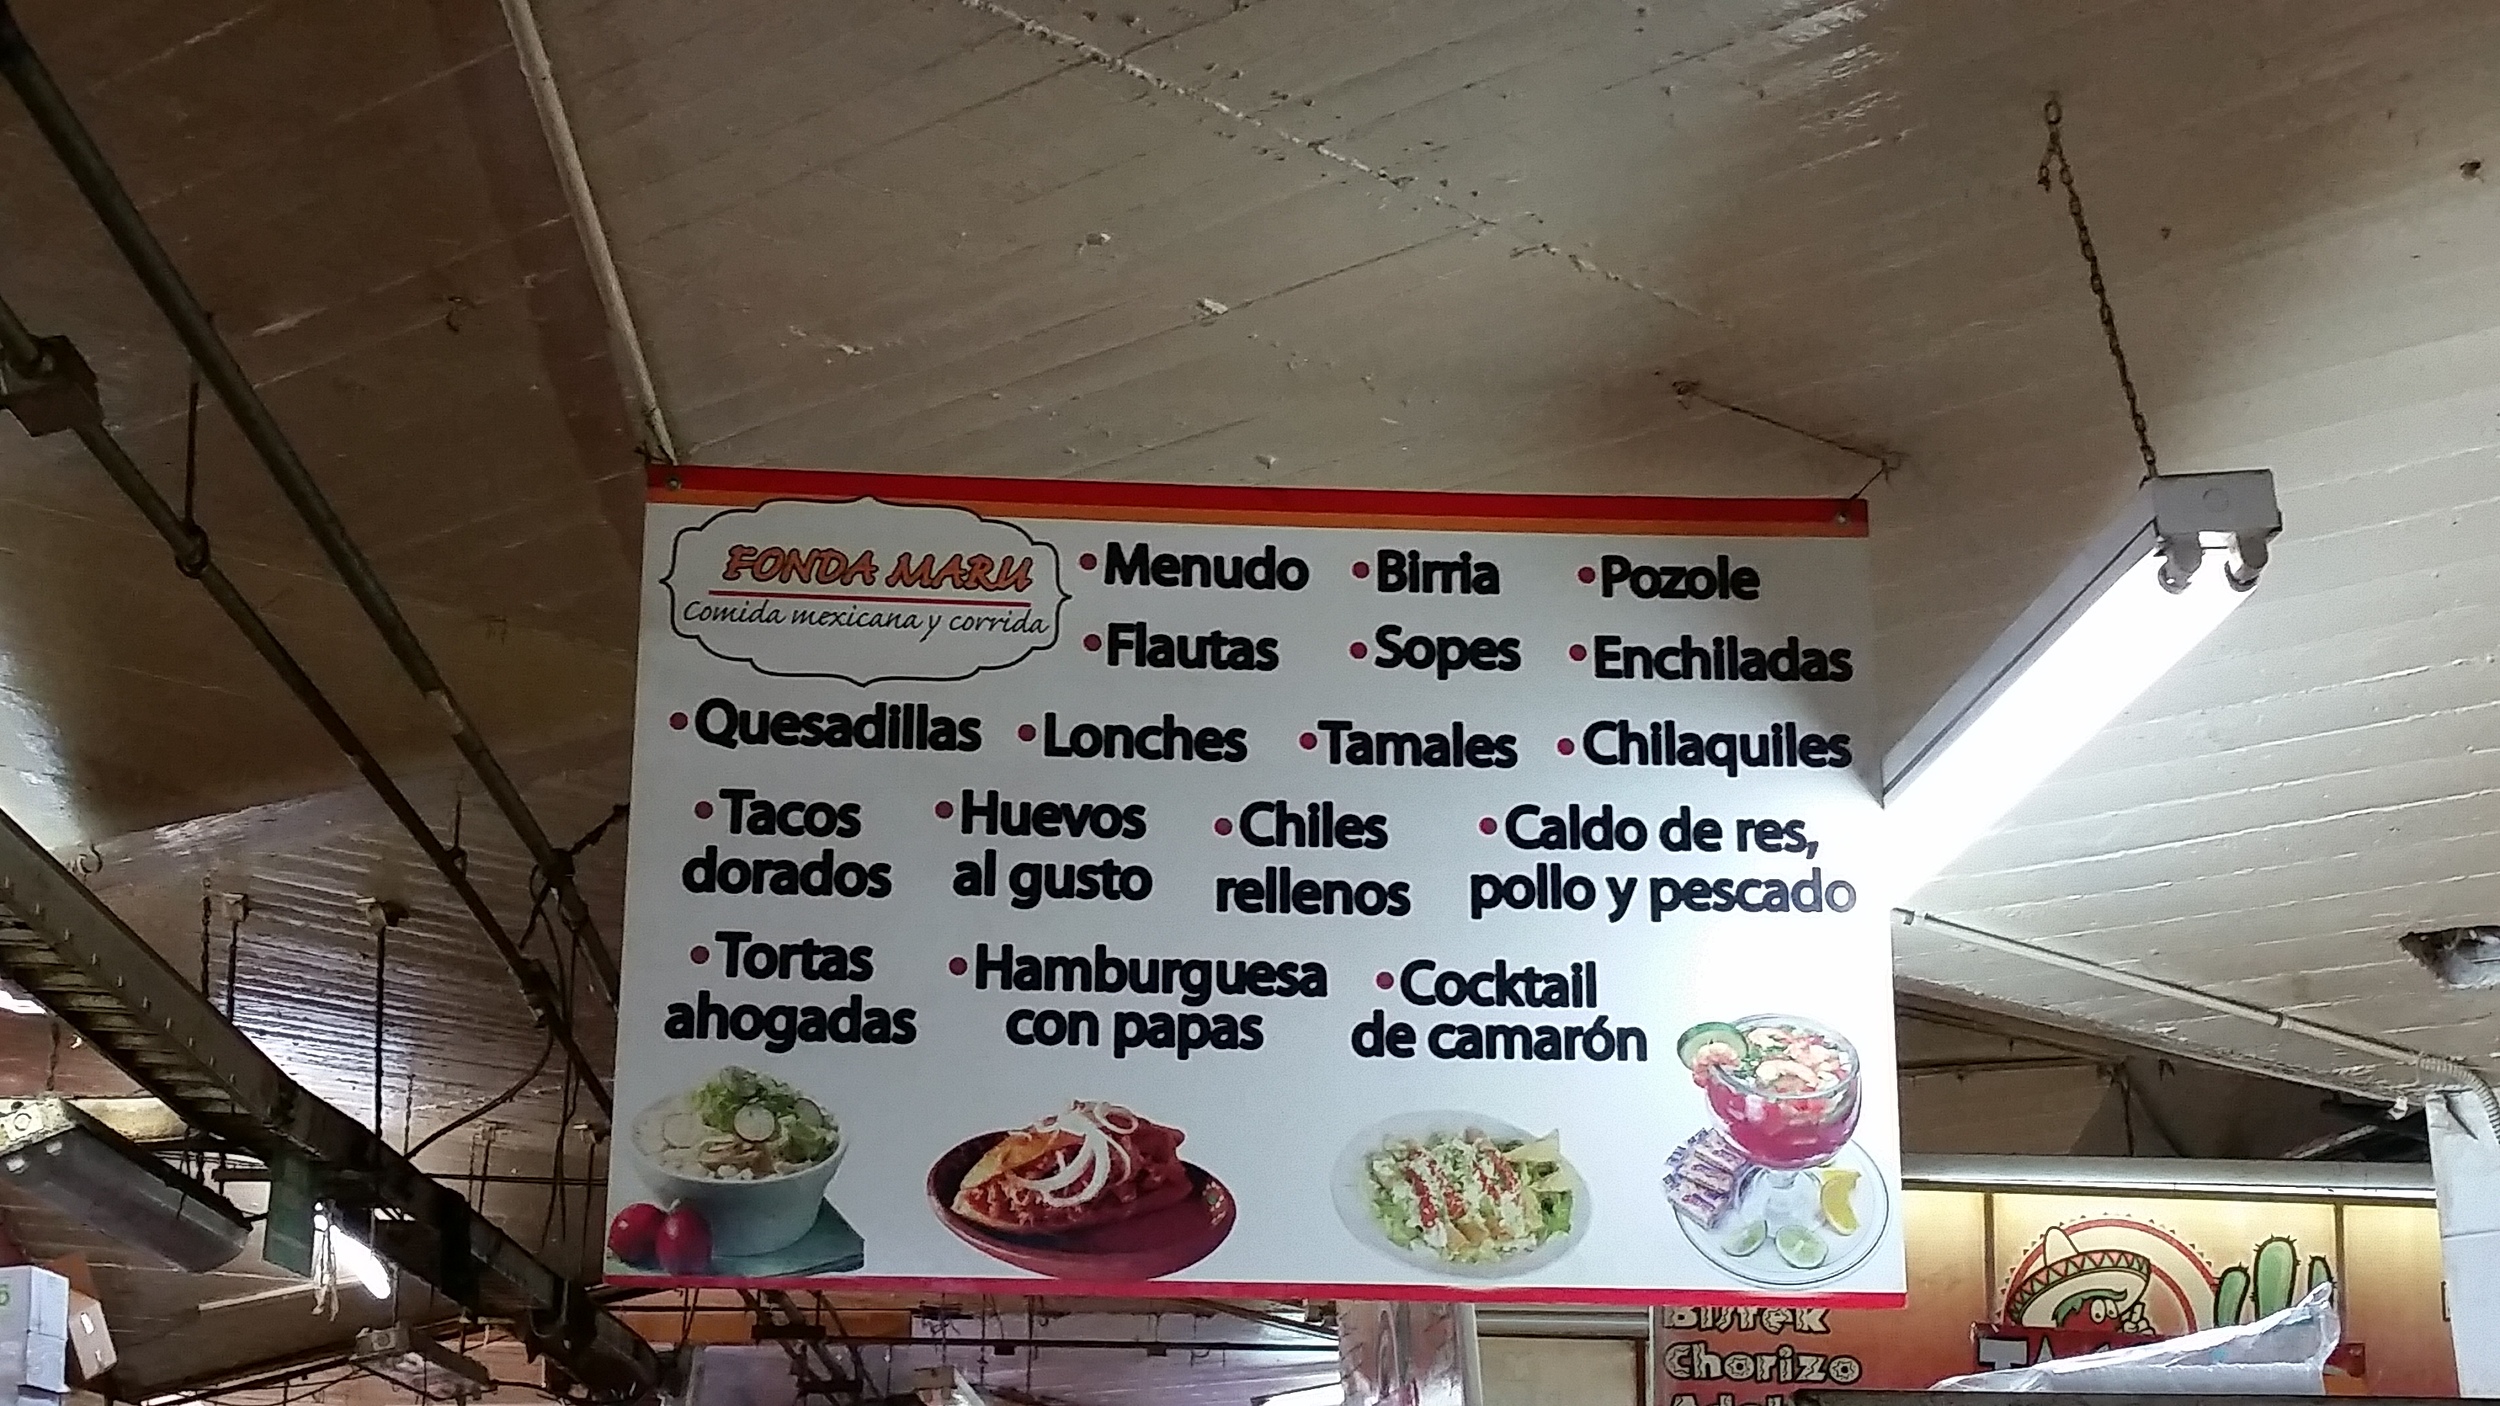 FONDA MARU
Comida mexicana y corrida
•Menudo •Birria •Pozole
•Flautas •Sopes •Enchiladas
•Quesadillas •Lonches •Tamales •Chilaquiles
•Tacos dorados
•Huevos al gusto
•Chiles rellenos
•Caldo de res, pollo y pescado
•Tortas ahogadas
•Hamburguesa con papas
•Cocktail de camarón
Bistek
Chorizo